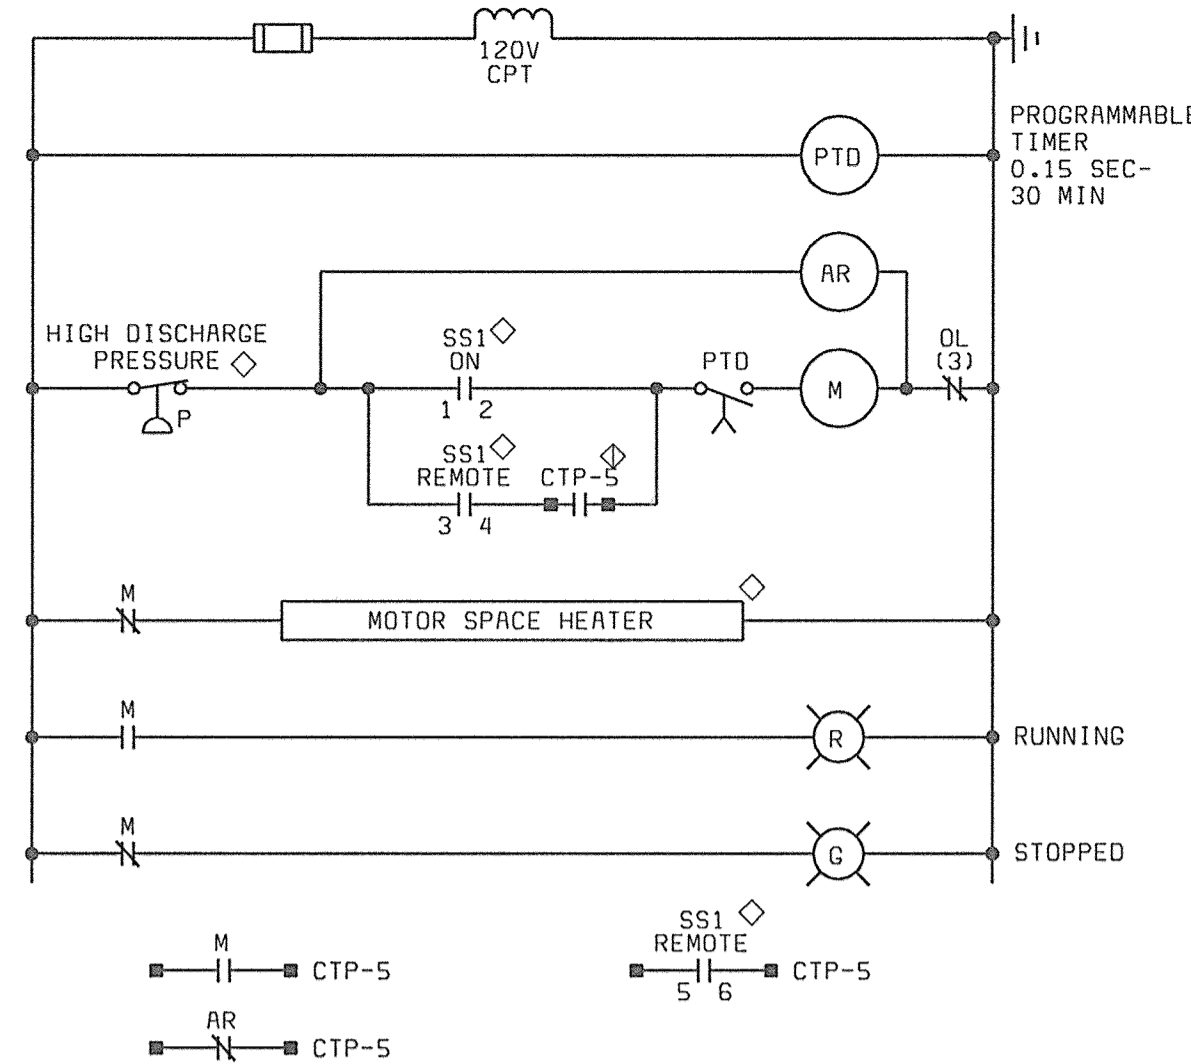 120V
CPT
PROGRAMMABLE
TIMER
0.15 SEC-
30 MIN
PTD
AR
HIGH DISCHARGE
PRESSURE
P
SS1
ON
1 2
PTD
M
OL
(3)
SS1
REMOTE
3 4
CTP-5
M
MOTOR SPACE HEATER
M
R
RUNNING
M
G
STOPPED
M
CTP-5
SS1
REMOTE
5 6
CTP-5
AR
CTP-5